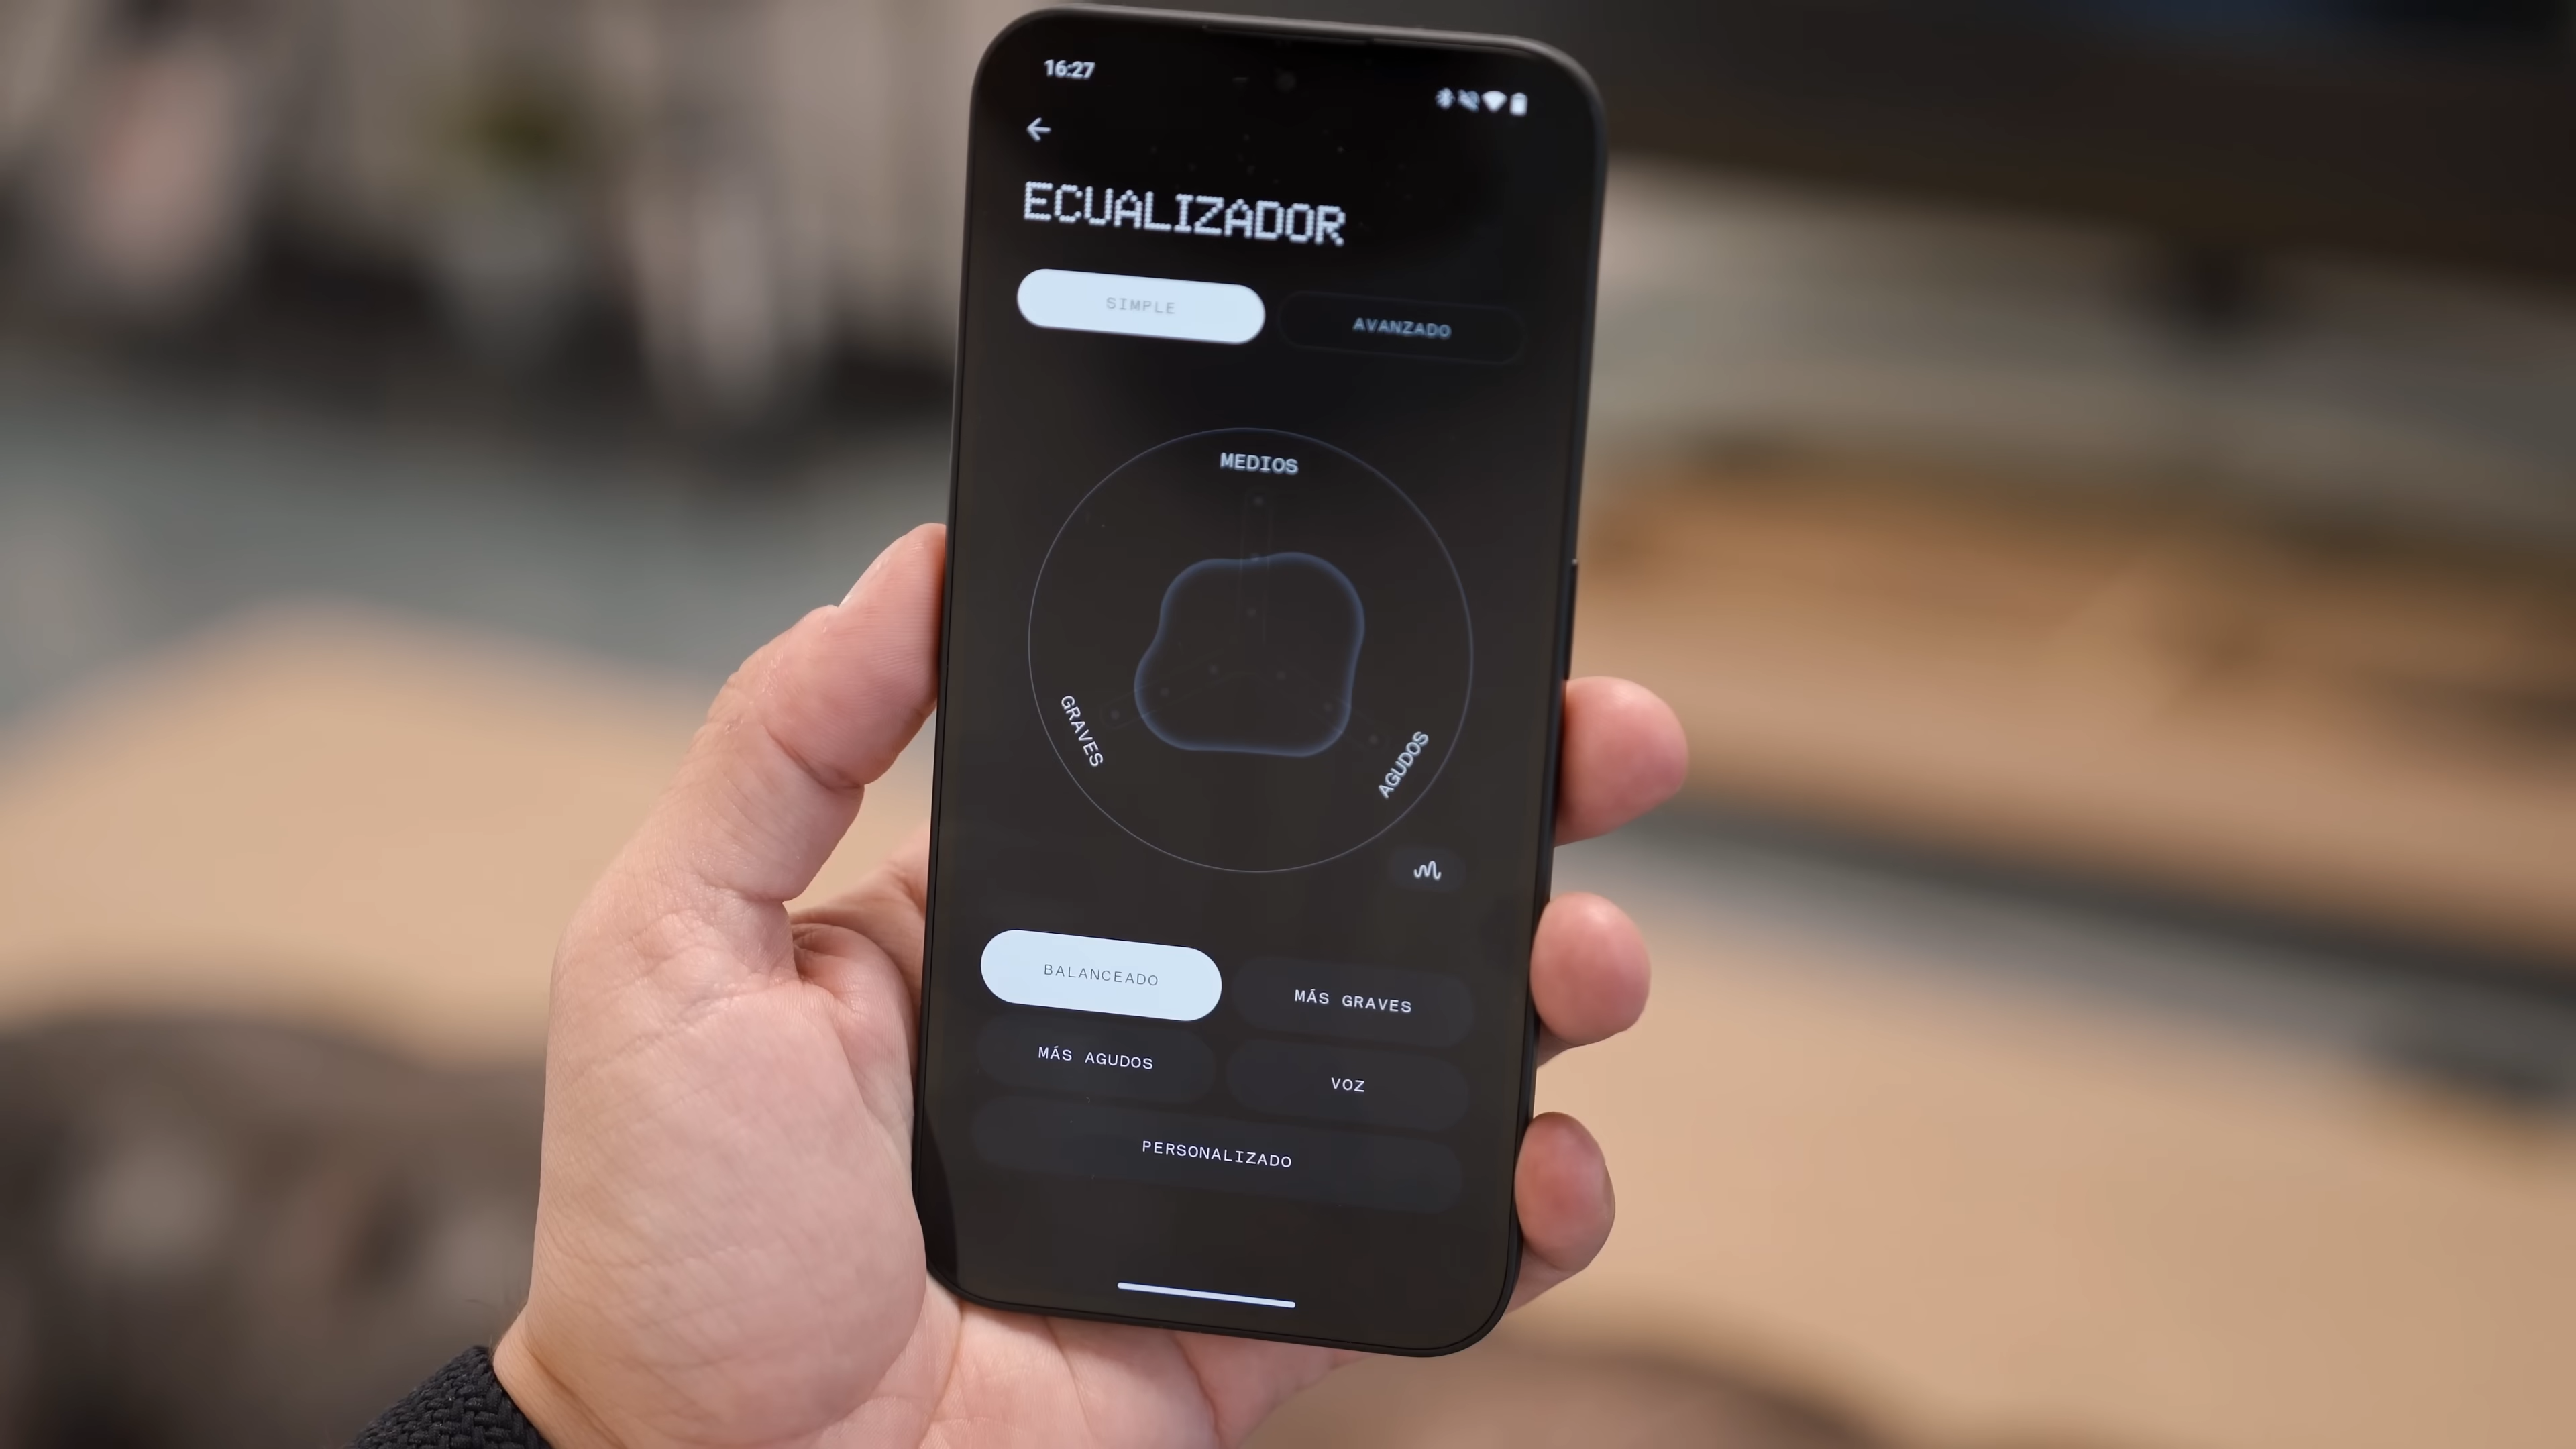 16:27
ECUALIZADOR
SIMPLE
AVANZADO
MEDIOS
GRAVES
AGUDOS
BALANCEADO
MÁS GRAVES
MÁS AGUDOS
VOZ
PERSONALIZADO